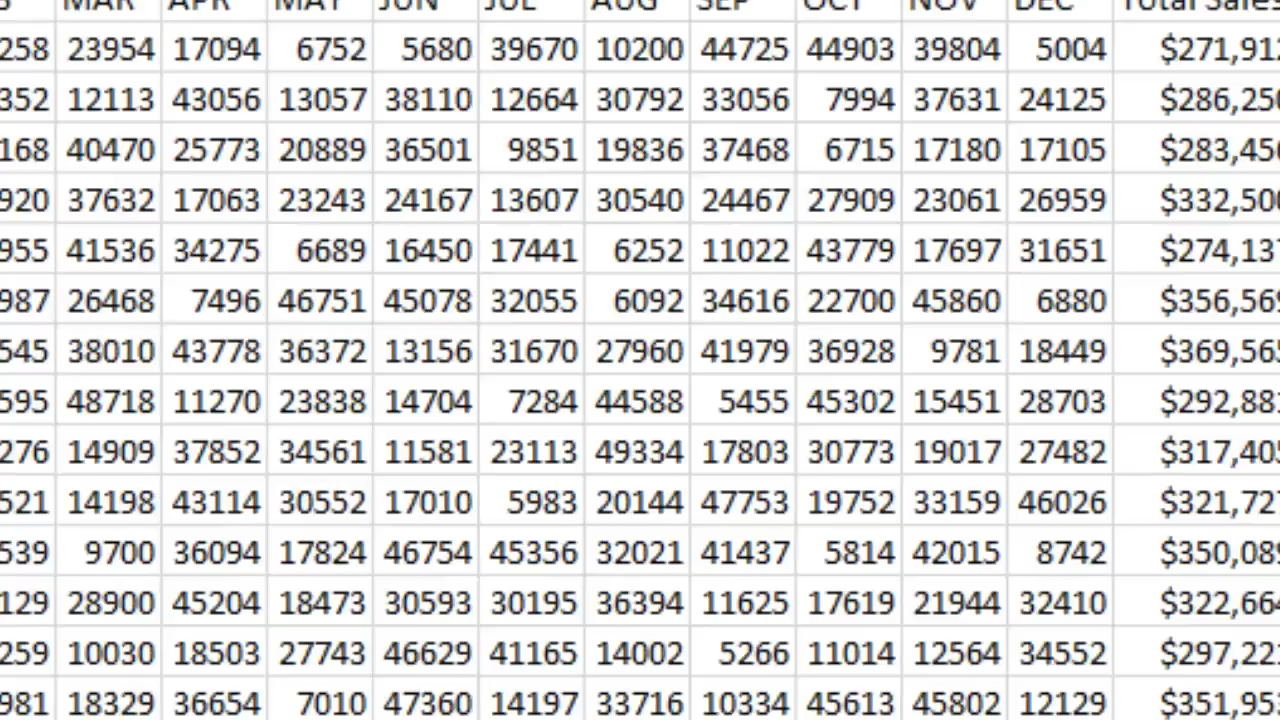 MAR APR MAY JUN JUL AUG SEP OCT NOV DEC Total Sales
258 23954 17094 6752 5680 39670 10200 44725 44903 39804 5004 $271,912
352 12113 43056 13057 38110 12664 30792 33056 7994 37631 24125 $286,250
168 40470 25773 20889 36501 9851 19836 37468 6715 17180 17105 $283,456
920 37632 17063 23243 24167 13607 30540 24467 27909 23061 26959 $332,500
955 41536 34275 6689 16450 17441 6252 11022 43779 17697 31651 $274,137
987 26468 7496 46751 45078 32055 6092 34616 22700 45860 6880 $356,569
545 38010 43778 36372 13156 31670 27960 41979 36928 9781 18449 $369,565
595 48718 11270 23838 14704 7284 44588 5455 45302 15451 28703 $292,881
276 14909 37852 34561 11581 23113 49334 17803 30773 19017 27482 $317,405
521 14198 43114 30552 17010 5983 20144 47753 19752 33159 46026 $321,727
539 9700 36094 17824 46754 45356 32021 41437 5814 42015 8742 $350,089
129 28900 45204 18473 30593 30195 36394 11625 17619 21944 32410 $322,664
259 10030 18503 27743 46629 41165 14002 5266 11014 12564 34552 $297,221
981 18329 36654 7010 47360 14197 33716 10334 45613 45802 12129 $351,953